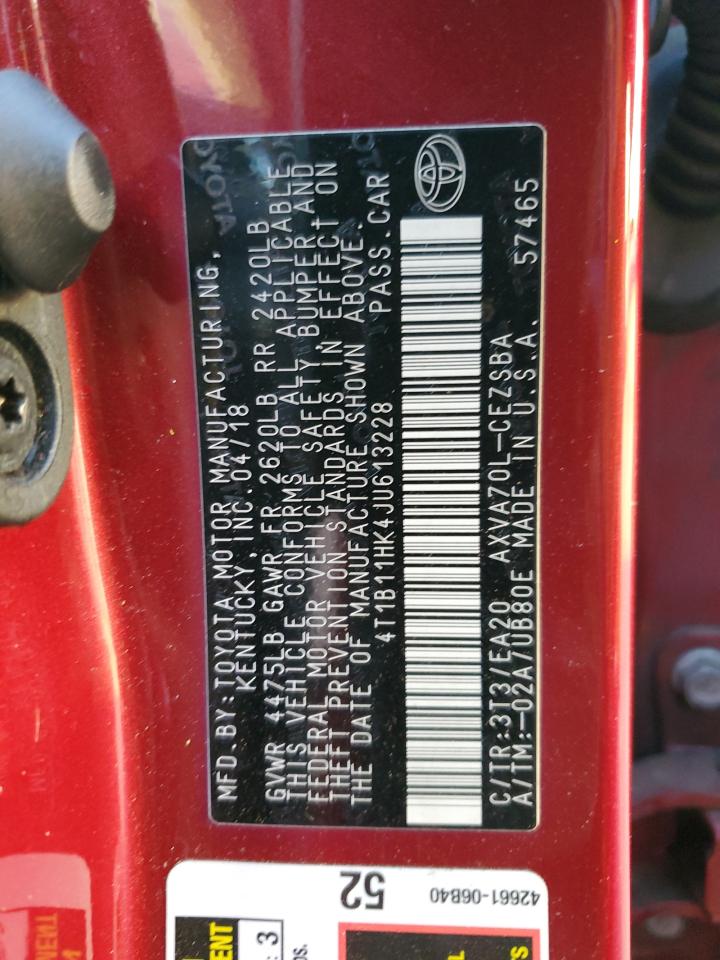 MFD.BY:TOYOTA MOTOR MANUFACTURING,
KENTUCKY, INC.04/18
GVWR 4475LB GAWR FR 2620LB RR 2420LB
THIS VEHICLE CONFORMS TO ALL APPLICABLE
FEDERAL MOTOR VEHICLE SAFETY, BUMPER,AND
THEFT PREVENTION STANDARDS IN EFFECT ON
THE DATE OF MANUFACTURE SHOWN ABOVE.
4T1B11HK4JU613228 PASS.CAR
C/TR:3T3/EA20 AXVA70L-CEZSBA
A/TM:-02A/UB80E MADE IN U.S.A. 57465
52
42661-06B40